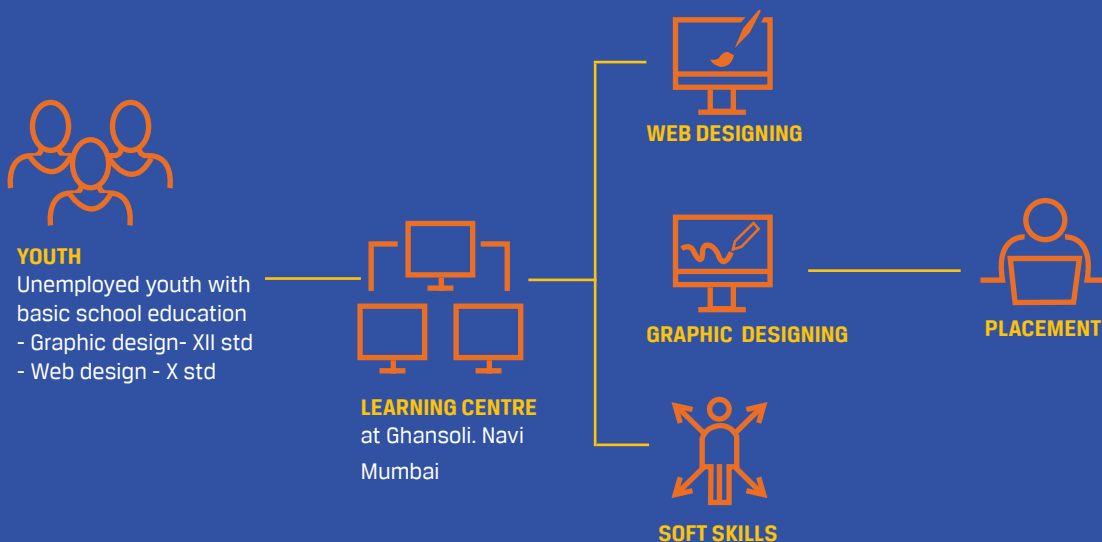 YOUTH
Unemployed youth with
basic school education
- Graphic design- XII std
- Web design - X std
LEARNING CENTRE
at Ghansoli. Navi
Mumbai
WEB DESIGNING
GRAPHIC DESIGNING
SOFT SKILLS
PLACEMENT